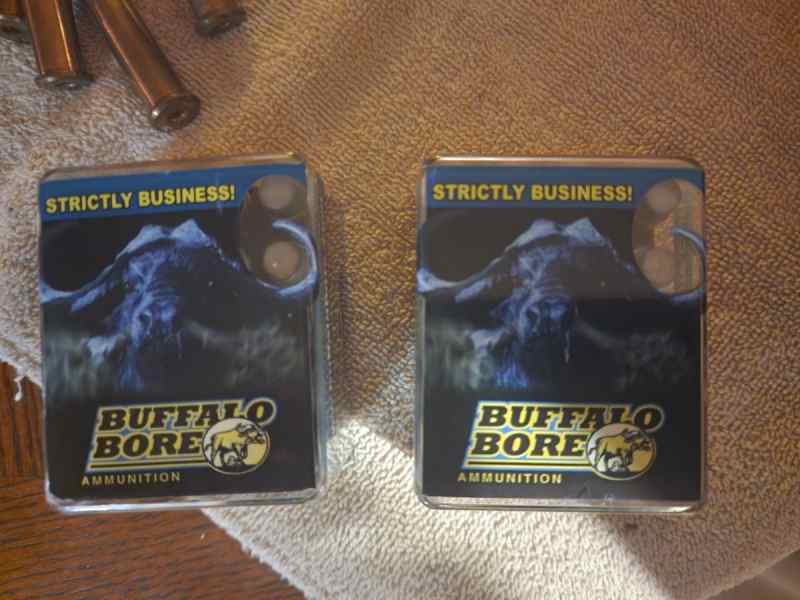 STRICTLY BUSINESS!
BUFFALO
BORE
AMMUNITION
STRICTLY BUSINESS!
BUFFALO
BORE
AMMUNITION